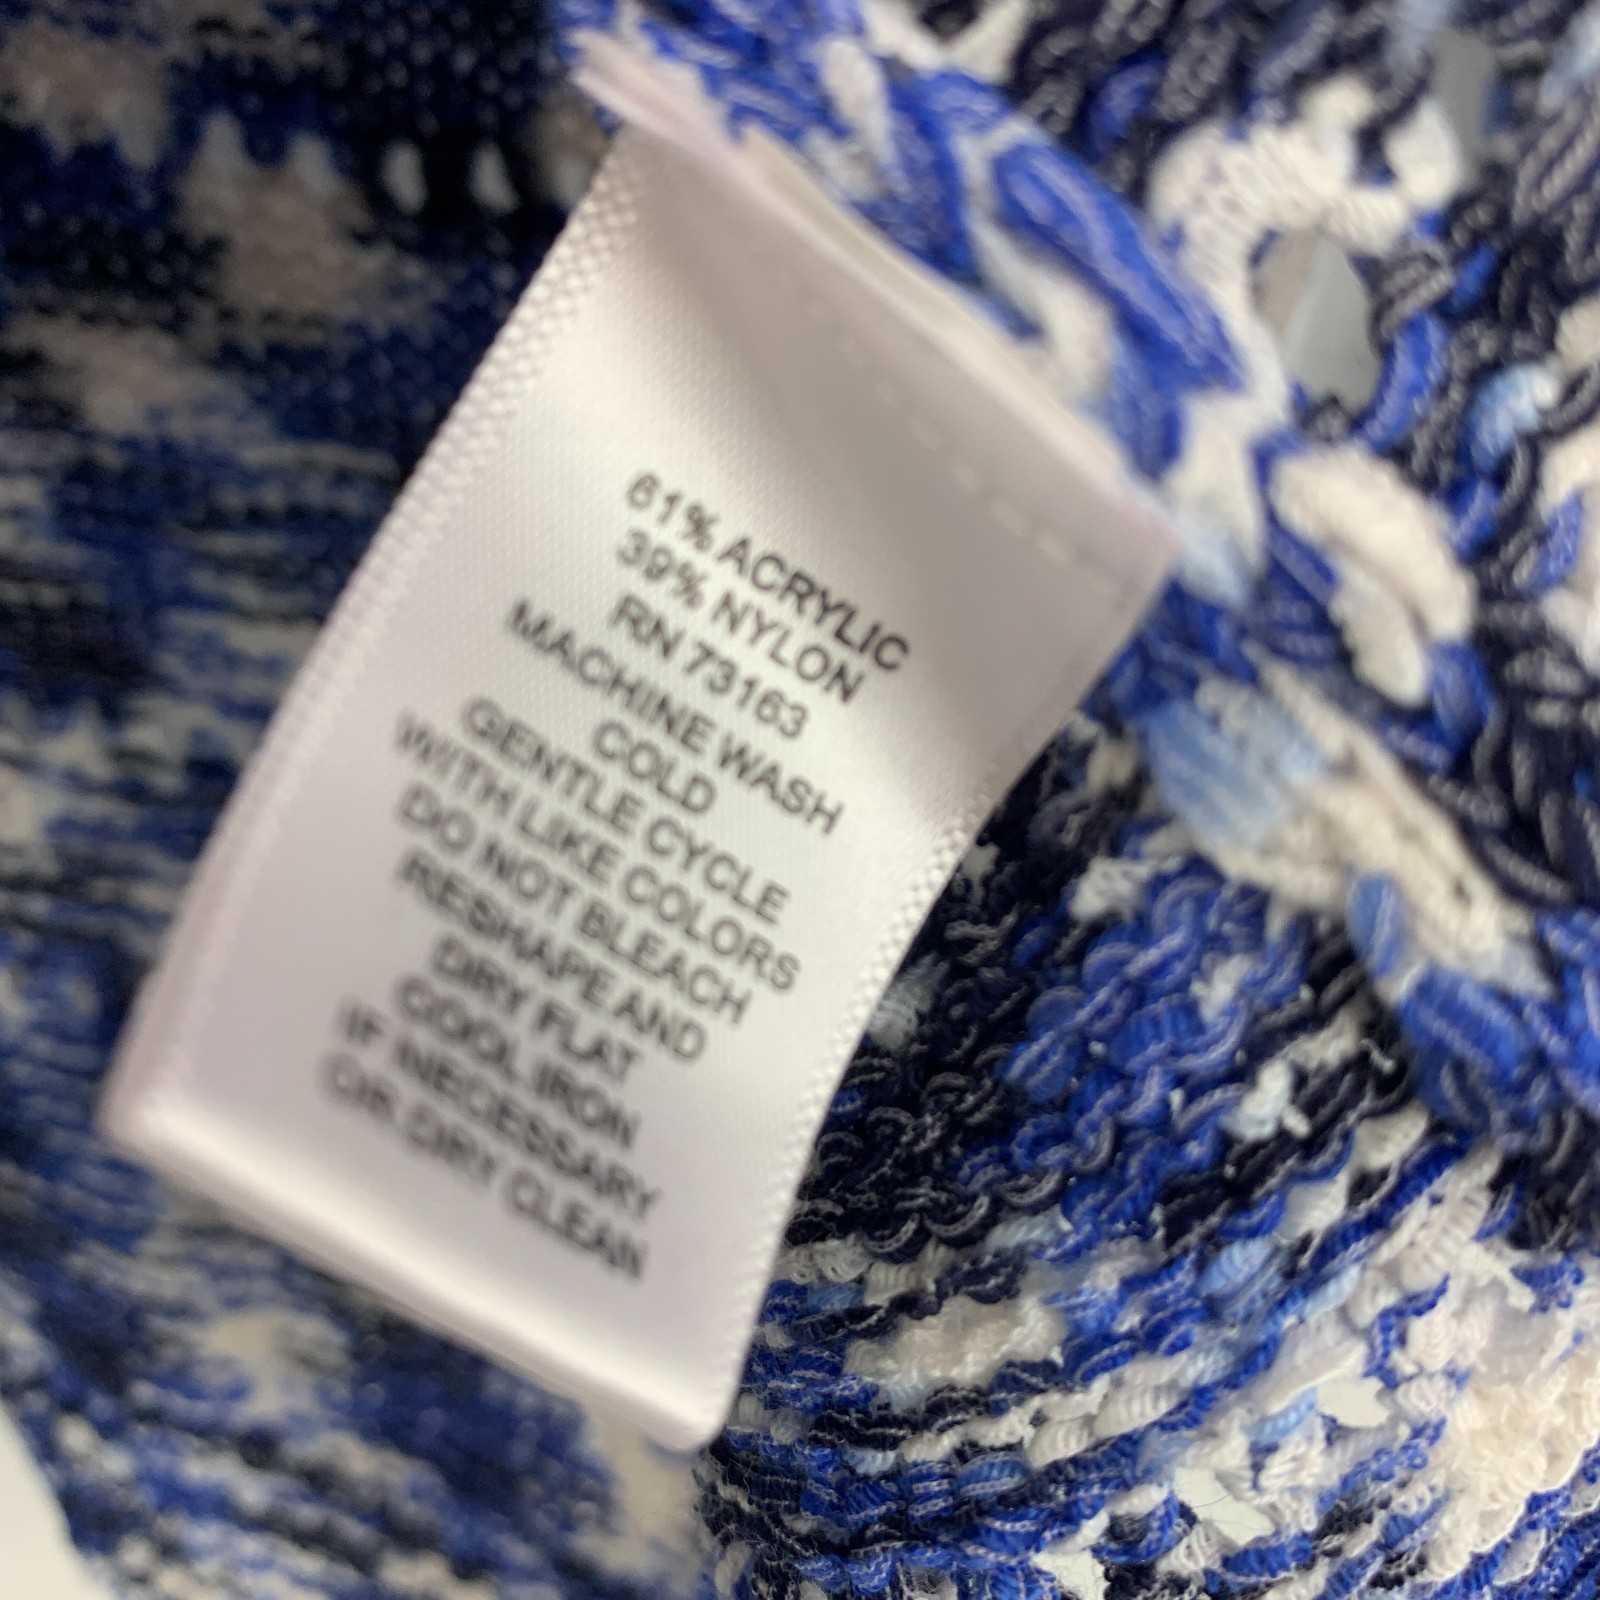 61% ACRYLIC
39% NYLON
RN 73163
MACHINE WASH
COLD
GENTLE CYCLE
WITH LIKE COLORS
DO NOT BLEACH
RESHAPE AND
DRY FLAT
COOL IRON
IF NECESSARY
OR DRY CLEAN